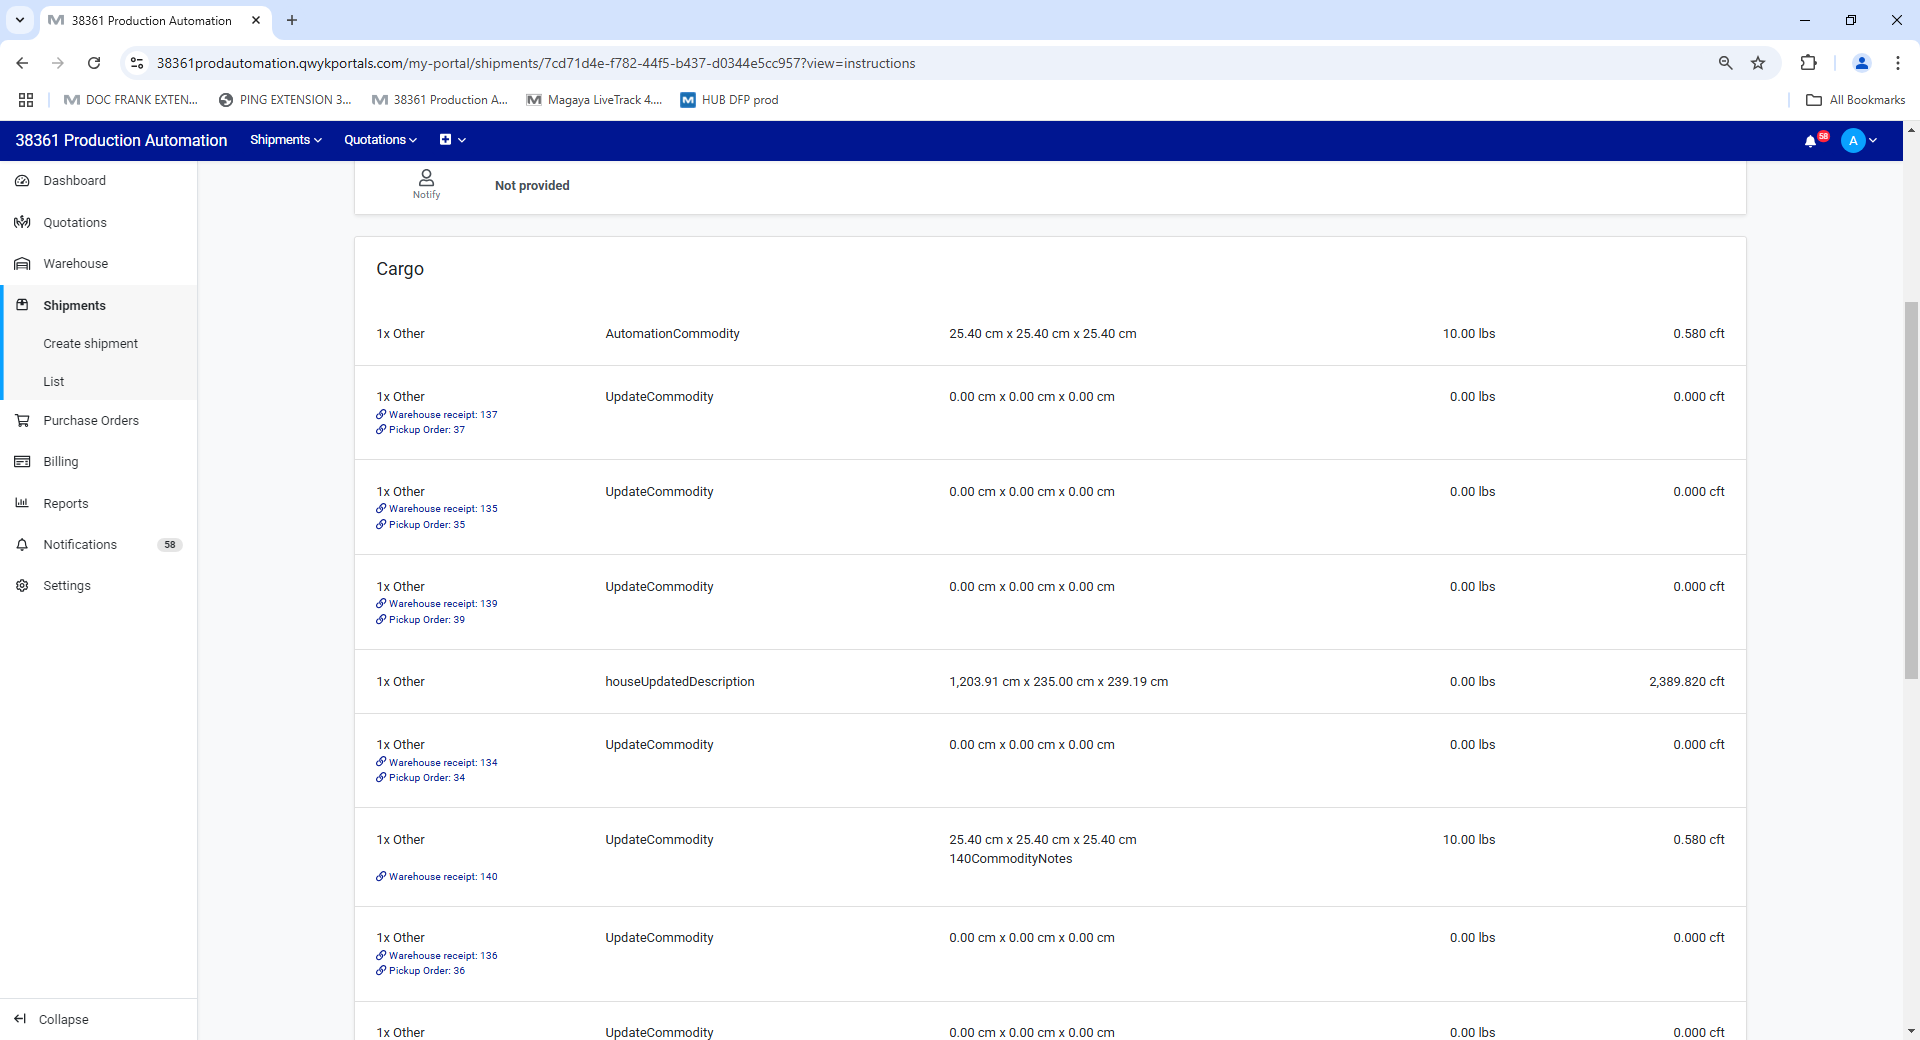 38361 Production Automation
38361prodautomation.qwykportals.com/my-portal/shipments/7cd71d4e-f782-44f5-b437-d0344e5cc957?view=instructions
DOC FRANK EXTEN...
PING EXTENSION 3...
38361 Production A...
Magaya LiveTrack 4....
HUB DFP prod
All Bookmarks
38361 Production Automation
Shipments
Quotations
58
A
Dashboard
Quotations
Warehouse
Shipments
Create shipment
List
Purchase Orders
Billing
Reports
Notifications 58
Settings
Collapse
Notify
Not provided
Cargo
1x Other AutomationCommodity 25.40 cm x 25.40 cm x 25.40 cm 10.00 lbs 0.580 cft
1x Other UpdateCommodity 0.00 cm x 0.00 cm x 0.00 cm 0.00 lbs 0.000 cft
Warehouse receipt: 137
Pickup Order: 37
1x Other UpdateCommodity 0.00 cm x 0.00 cm x 0.00 cm 0.00 lbs 0.000 cft
Warehouse receipt: 135
Pickup Order: 35
1x Other UpdateCommodity 0.00 cm x 0.00 cm x 0.00 cm 0.00 lbs 0.000 cft
Warehouse receipt: 139
Pickup Order: 39
1x Other houseUpdatedDescription 1,203.91 cm x 235.00 cm x 239.19 cm 0.00 lbs 2,389.820 cft
1x Other UpdateCommodity 0.00 cm x 0.00 cm x 0.00 cm 0.00 lbs 0.000 cft
Warehouse receipt: 134
Pickup Order: 34
1x Other UpdateCommodity 25.40 cm x 25.40 cm x 25.40 cm 10.00 lbs 0.580 cft
140CommodityNotes
Warehouse receipt: 140
1x Other UpdateCommodity 0.00 cm x 0.00 cm x 0.00 cm 0.00 lbs 0.000 cft
Warehouse receipt: 136
Pickup Order: 36
1x Other UpdateCommodity 0.00 cm x 0.00 cm x 0.00 cm 0.00 lbs 0.000 cft